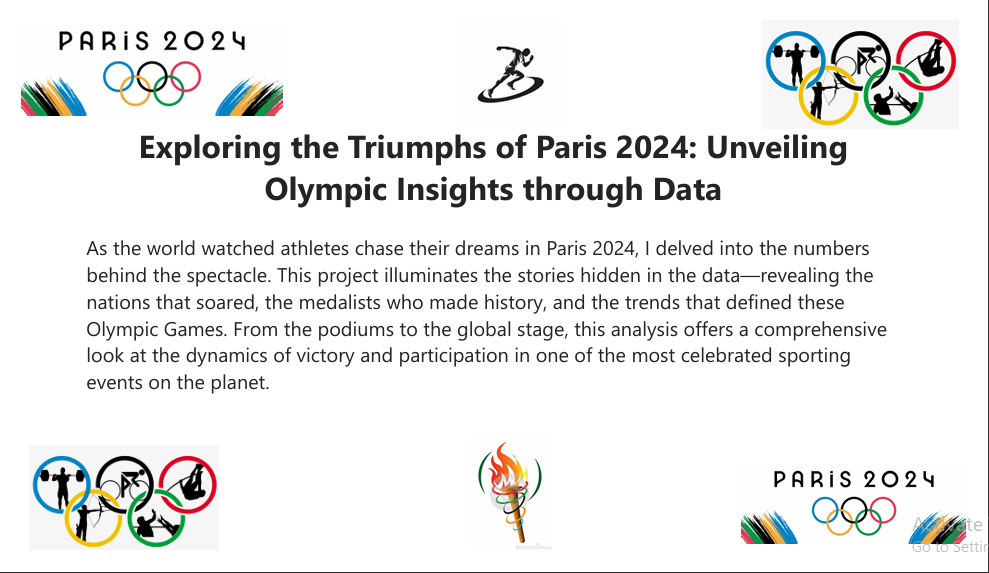 PARIS 2024
Exploring the Triumphs of Paris 2024: Unveiling
Olympic Insights through Data
As the world watched athletes chase their dreams in Paris 2024, I delved into the numbers
behind the spectacle. This project illuminates the stories hidden in the data—revealing the
nations that soared, the medalists who made history, and the trends that defined these
Olympic Games. From the podiums to the global stage, this analysis offers a comprehensive
look at the dynamics of victory and participation in one of the most celebrated sporting
events on the planet.
PARIS 2024
Activate
Go to Settin